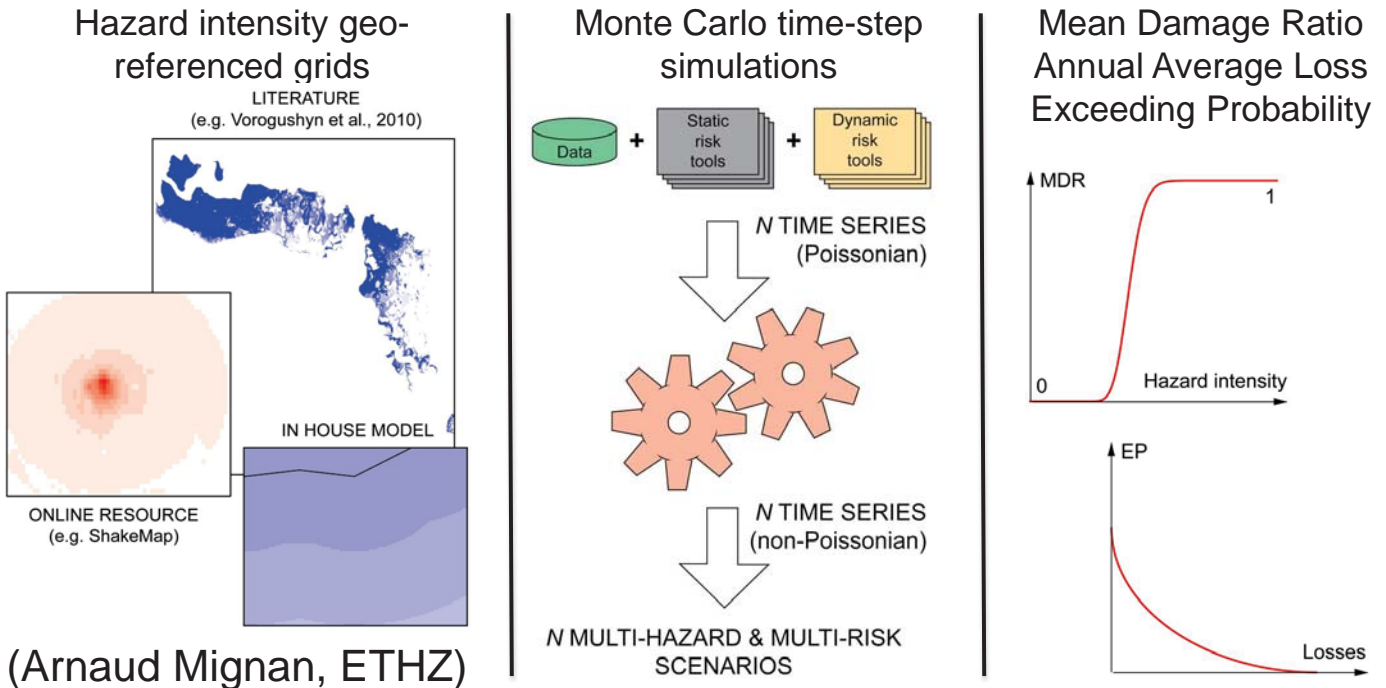 Hazard intensity geo-
referenced grids
LITERATURE
(e.g. Vorogushyn et al., 2010)
IN HOUSE MODEL
ONLINE RESOURCE
(e.g. ShakeMap)
(Arnaud Mignan, ETHZ)
Monte Carlo time-step
simulations
Data
+
Static
risk
tools
+
Dynamic
risk
tools
N TIME SERIES
(Poissonian)
N TIME SERIES
(non-Poissonian)
N MULTI-HAZARD & MULTI-RISK
SCENARIOS
Mean Damage Ratio
Annual Average Loss
Exceeding Probability
MDR
1
0
Hazard intensity
EP
Losses